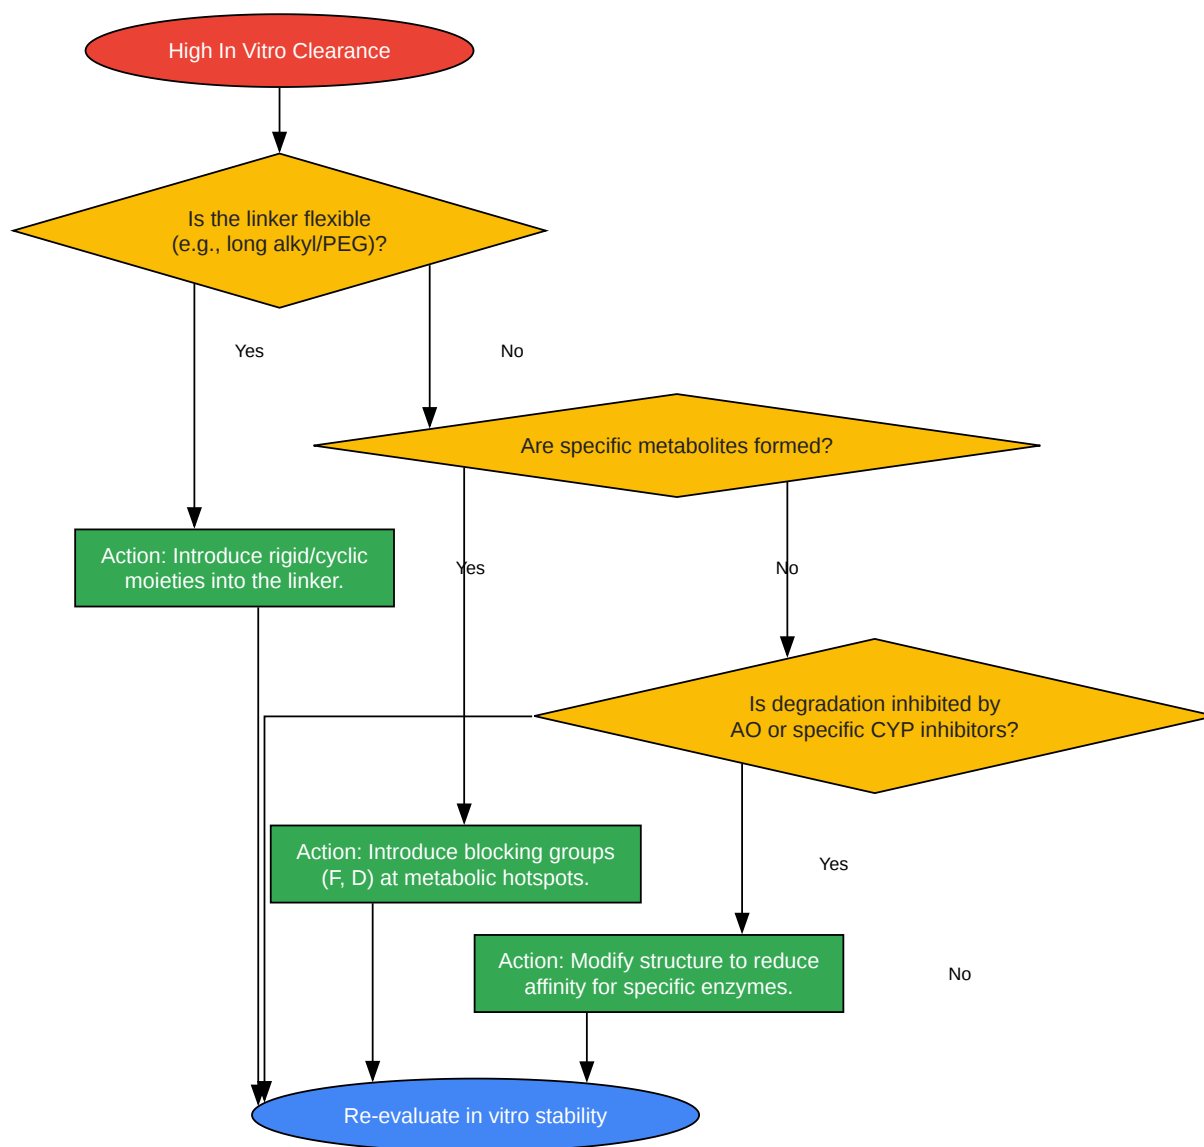 High In Vitro Clearance
Is the linker flexible
(e.g., long alkyl/PEG)?
Yes
No
Are specific metabolites formed?
Action: Introduce rigid/cyclic
moieties into the linker.
Yes
No
Is degradation inhibited by
AO or specific CYP inhibitors?
Action: Introduce blocking groups
(F, D) at metabolic hotspots.
Yes
Action: Modify structure to reduce
affinity for specific enzymes.
No
Re-evaluate in vitro stability